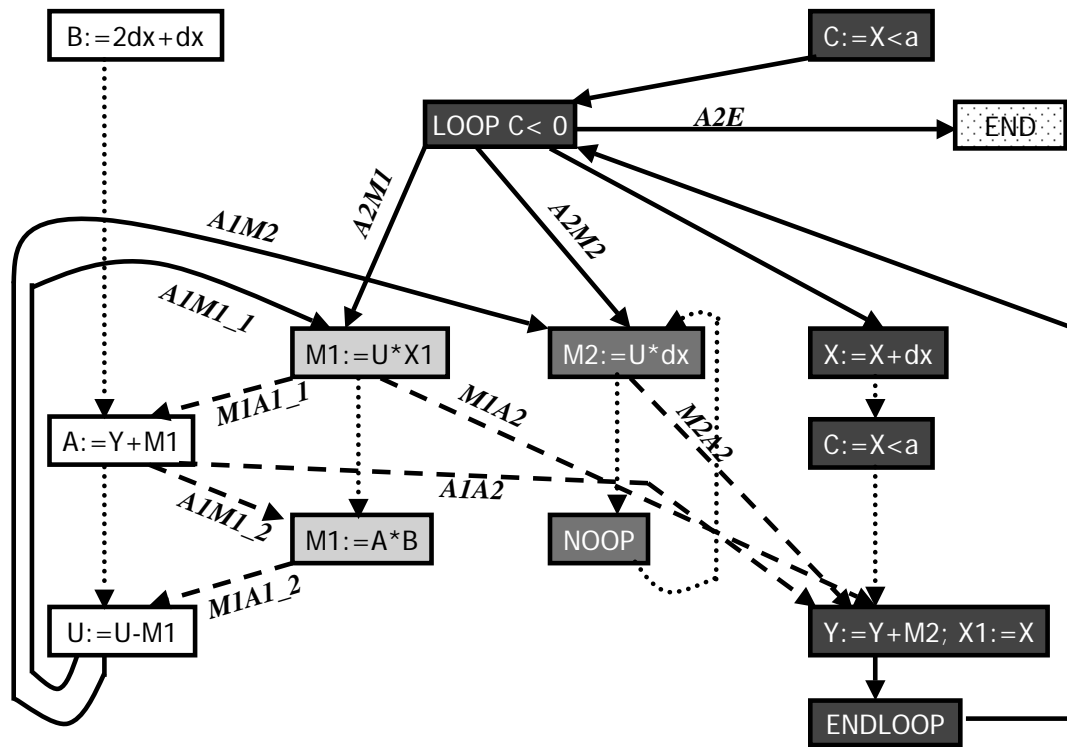 B:=2dx+dx
C:=X<a
LOOP C< 0
A2E
END
A2M1
A1M2
A2M2
A1M1_1
M1:=U*X1
M2:=U*dx
X:=X+dx
M1A1_1
M1A2
M2A2
A:=Y+M1
C:=X<a
A1A2
A1M1_2
M1:=A*B
NOOP
M1A1_2
U:=U-M1
Y:=Y+M2; X1:=X
ENDLOOP